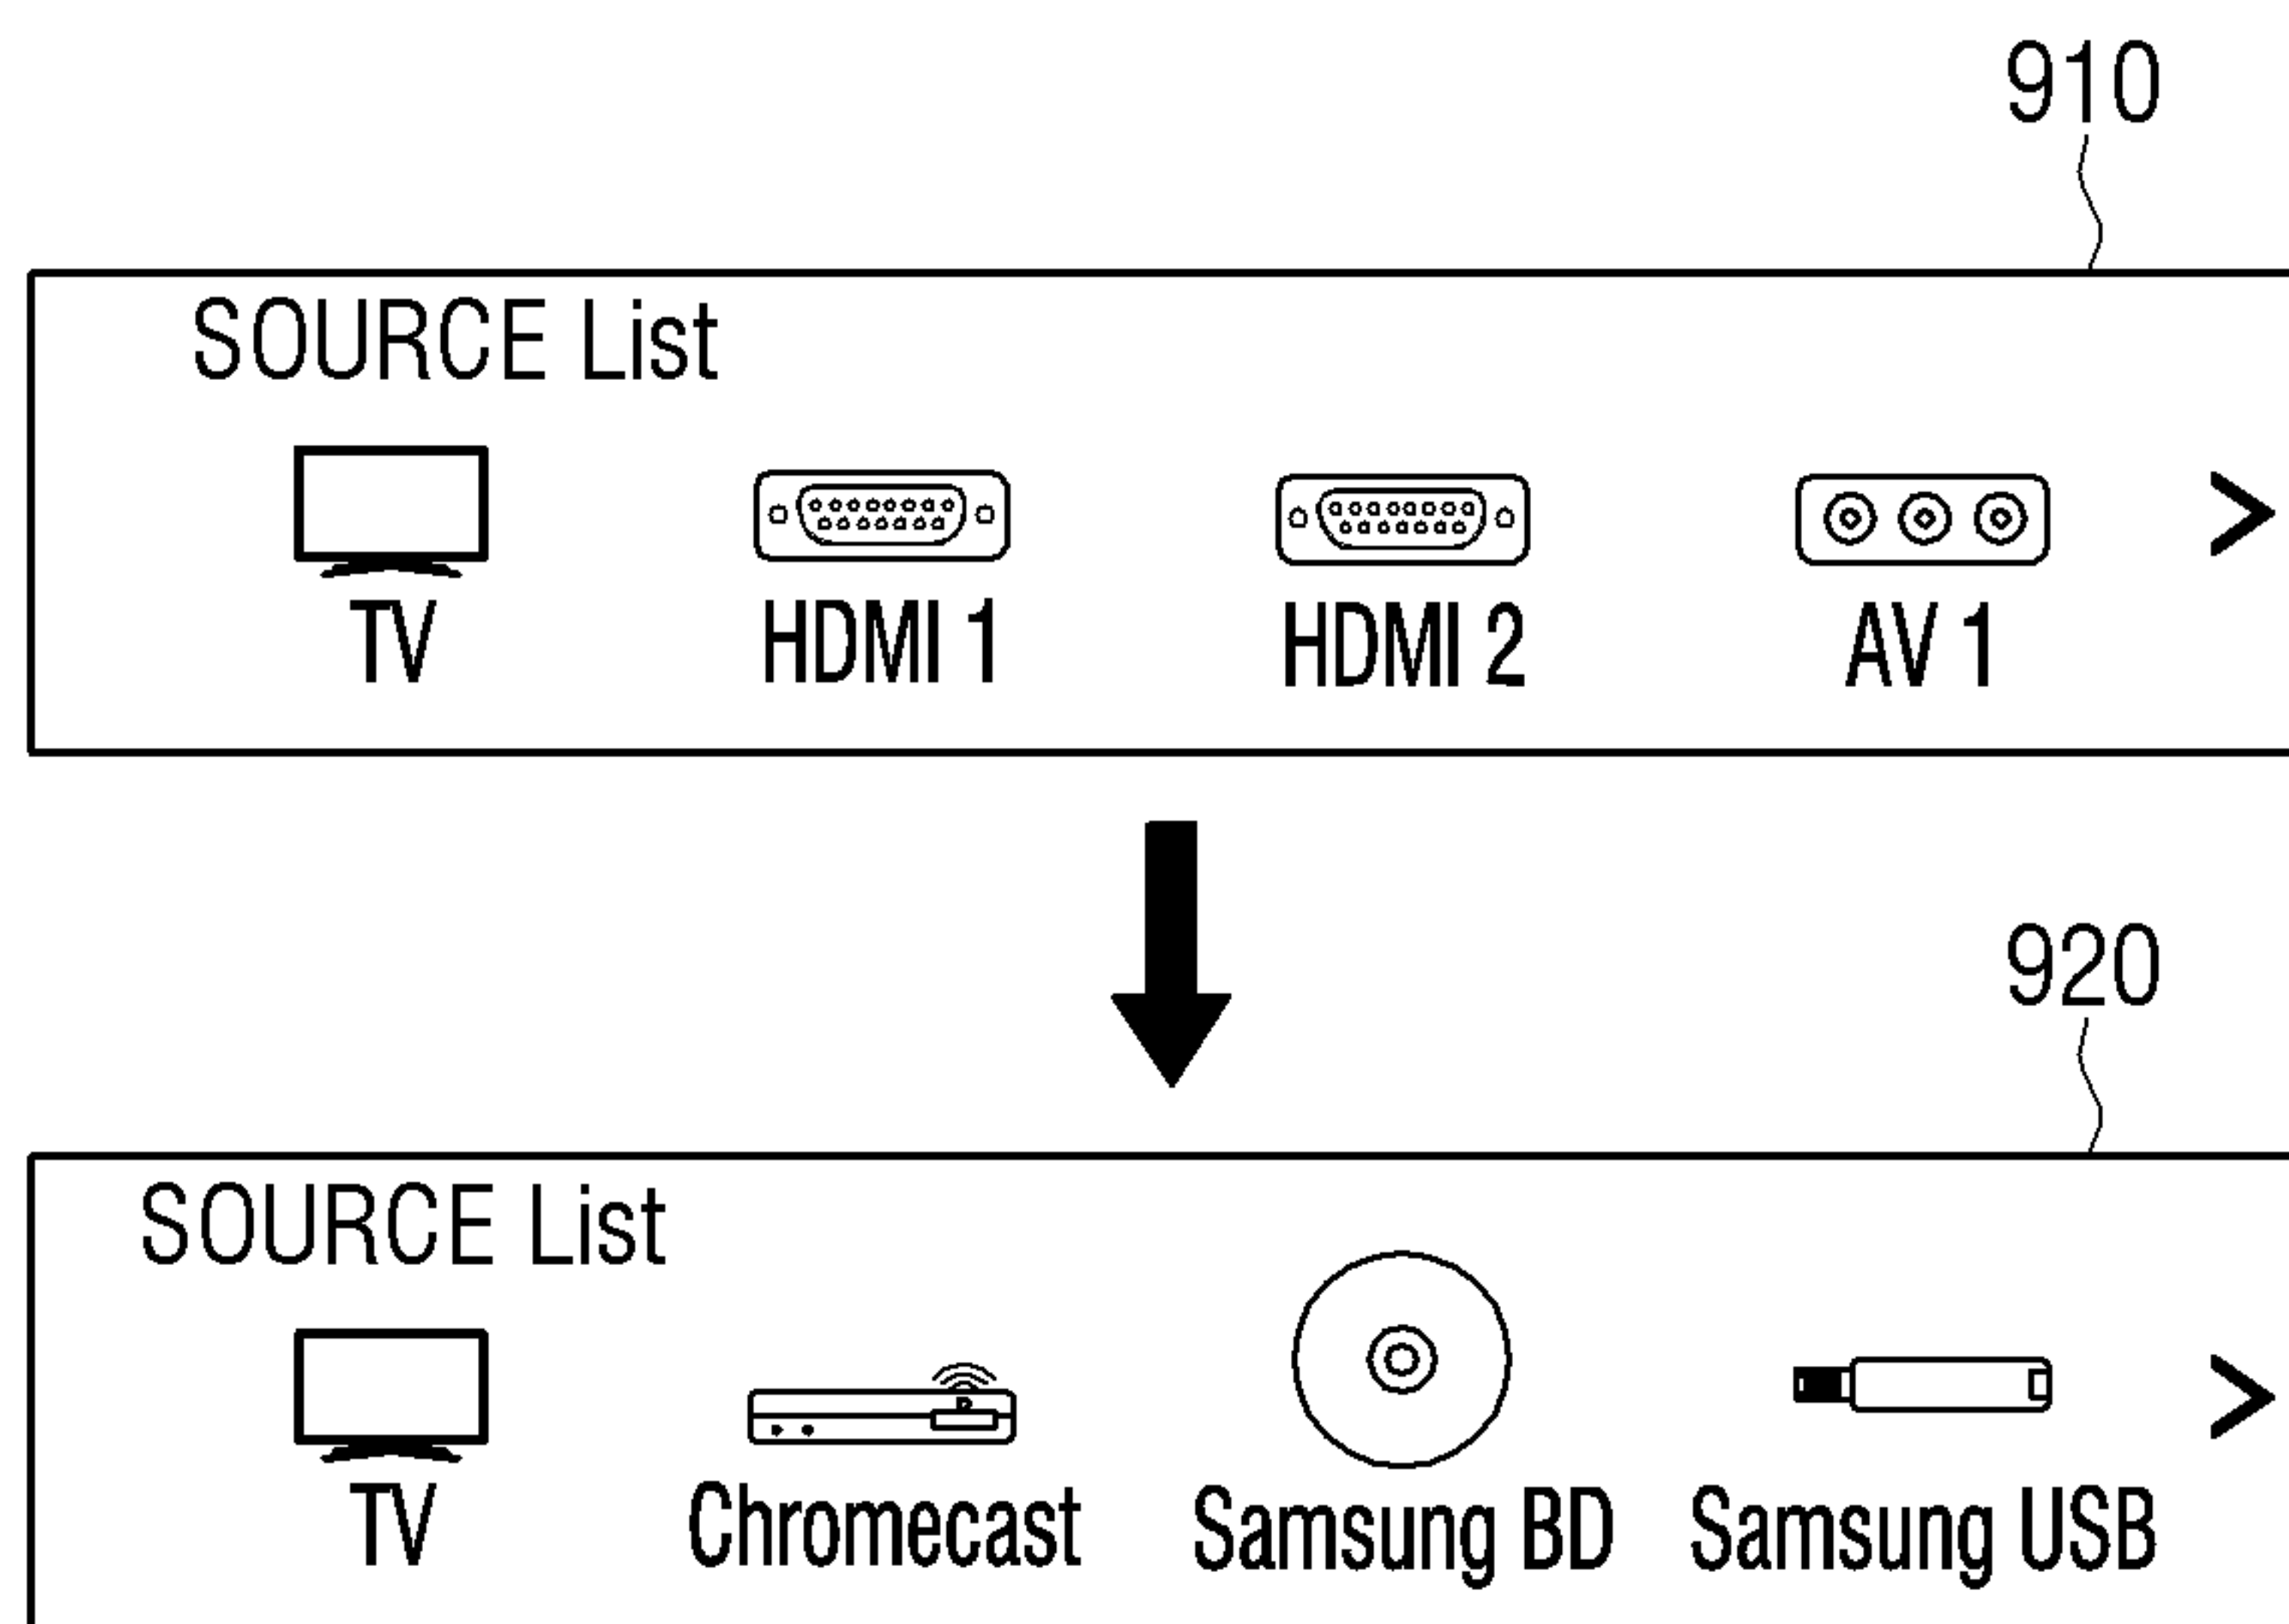 910
SOURCE List
>
TV HDMI 1 HDMI 2 AV 1
920
SOURCE List
>
TV Chromecast Samsung BD Samsung USB